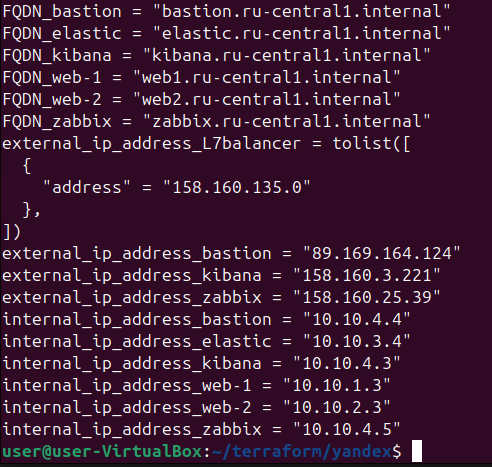 FQDN_bastion = "bastion.ru-central1.internal"
FQDN_elastic = "elastic.ru-central1.internal"
FQDN_kibana = "kibana.ru-central1.internal"
FQDN_web-1 = "web1.ru-central1.internal"
FQDN_web-2 = "web2.ru-central1.internal"
FQDN_zabbix = "zabbix.ru-central1.internal"
external_ip_address_L7balancer = tolist([
  {
    "address" = "158.160.135.0"
  },
])
external_ip_address_bastion = "89.169.164.124"
external_ip_address_kibana = "158.160.3.221"
external_ip_address_zabbix = "158.160.25.39"
internal_ip_address_bastion = "10.10.4.4"
internal_ip_address_elastic = "10.10.3.4"
internal_ip_address_kibana = "10.10.4.3"
internal_ip_address_web-1 = "10.10.1.3"
internal_ip_address_web-2 = "10.10.2.3"
internal_ip_address_zabbix = "10.10.4.5"
user@user-VirtualBox:~/terraform/yandex$